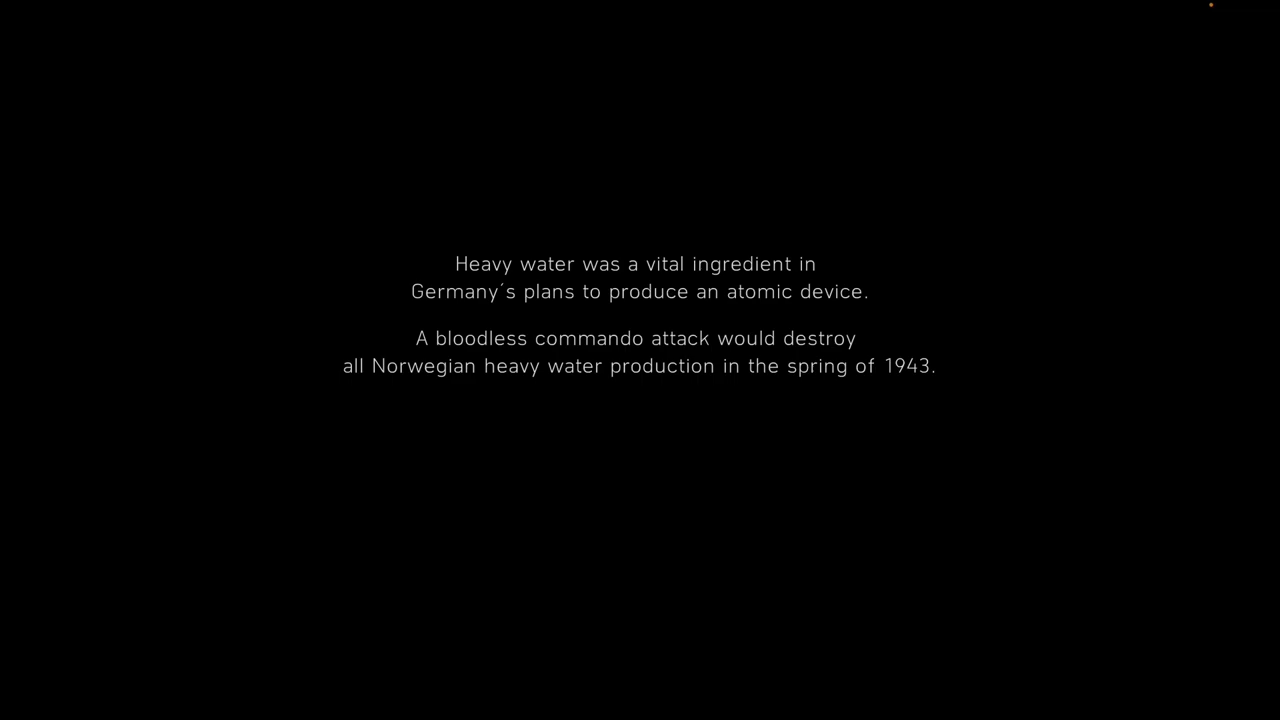 Heavy water was a vital ingredient in
Germany´s plans to produce an atomic device.
A bloodless commando attack would destroy
all Norwegian heavy water production in the spring of 1943.